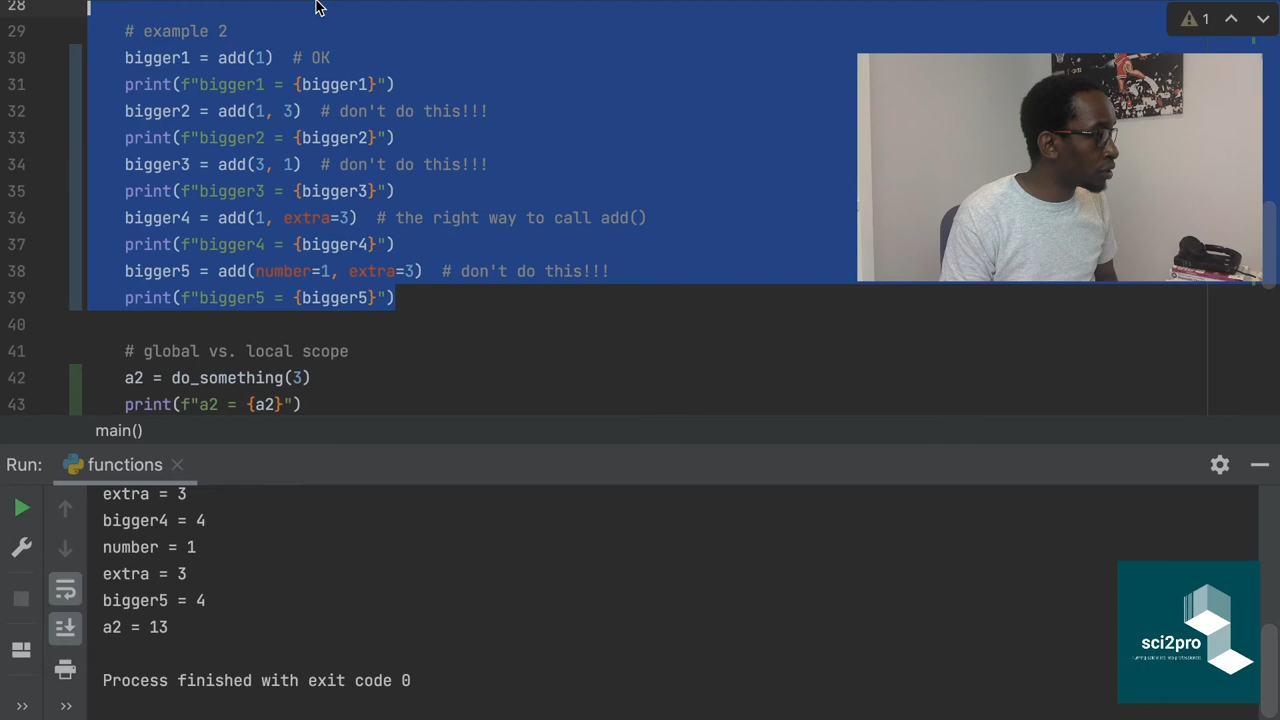 28
1
29 # example 2
30 bigger1 = add(1)  # OK
31 print(f"bigger1 = {bigger1}")
32 bigger2 = add(1, 3)  # don't do this!!!
33 print(f"bigger2 = {bigger2}")
34 bigger3 = add(3, 1)  # don't do this!!!
35 print(f"bigger3 = {bigger3}")
36 bigger4 = add(1, extra=3)  # the right way to call add()
37 print(f"bigger4 = {bigger4}")
38 bigger5 = add(number=1, extra=3)  # don't do this!!!
39 print(f"bigger5 = {bigger5}")
40
41 # global vs. local scope
42 a2 = do_something(3)
43 print(f"a2 = {a2}")
main()
Run: functions
extra = 3
bigger4 = 4
number = 1
extra = 3
bigger5 = 4
a2 = 13
Process finished with exit code 0
sci2pro